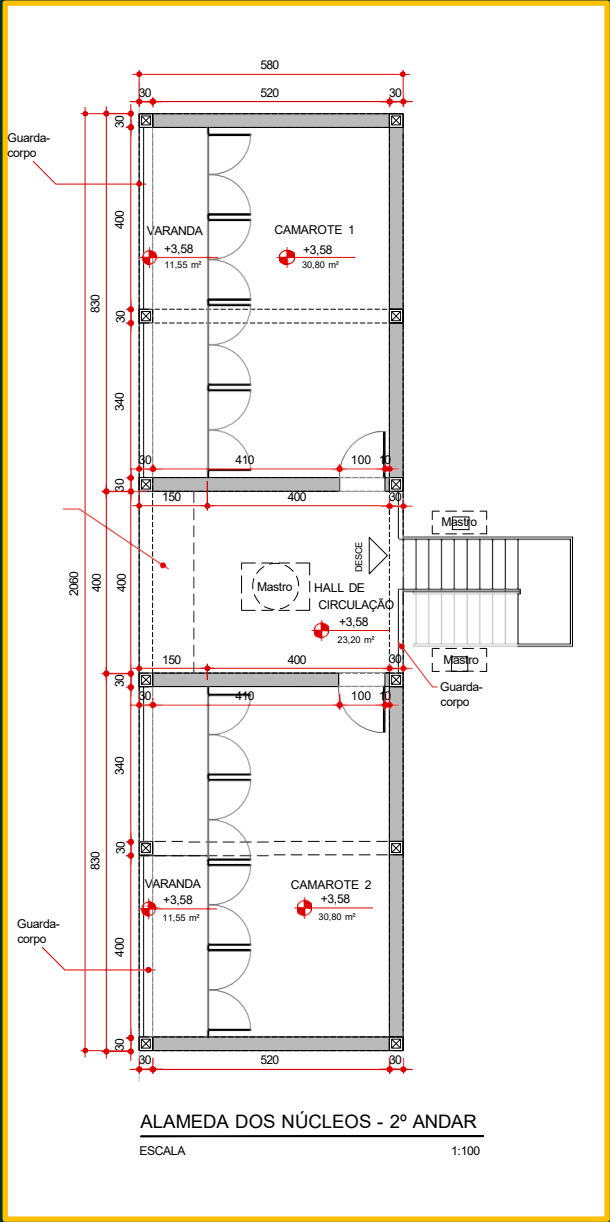 580
30
520
30
Guarda-
corpo
30
400
830
30
340
30
VARANDA
+3,58
11,55 m²
CAMAROTE 1
+3,58
30,80 m²
30
410
100
10
150
400
30
2060
400
400
Mastro
DESCE
Mastro
HALL DE
CIRCULAÇÃO
+3,58
23,20 m²
Mastro
Guarda-
corpo
150
400
30
30
30
410
100
10
340
30
830
400
30
VARANDA
+3,58
11,55 m²
CAMAROTE 2
+3,58
30,80 m²
Guarda-
corpo
30
520
30
ALAMEDA DOS NÚCLEOS - 2º ANDAR
ESCALA
1:100